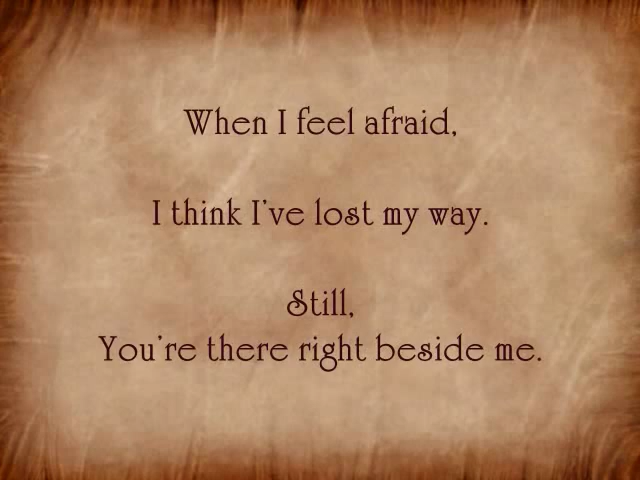 When I feel afraid,
I think I've lost my way.
Still,
You're there right beside me.